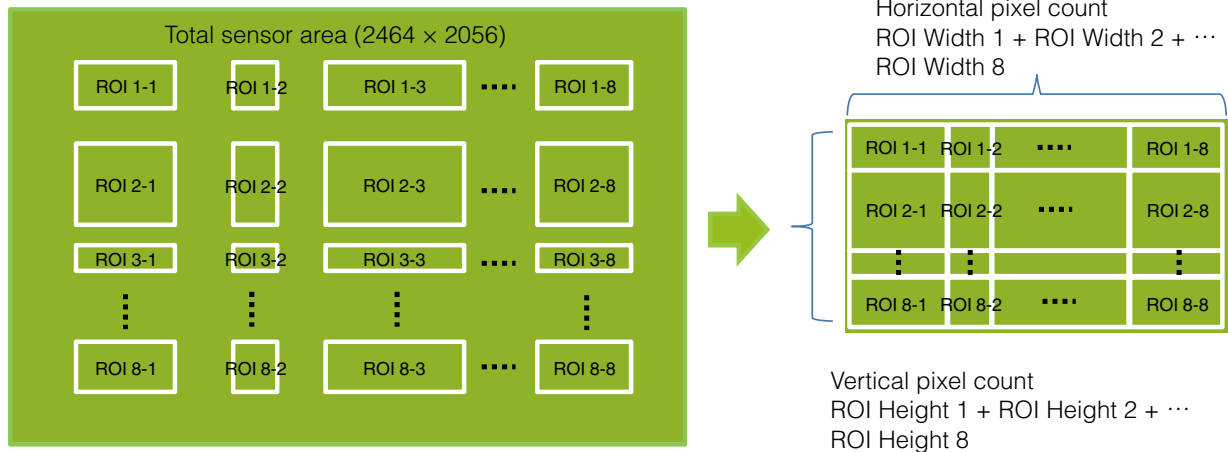 Total sensor area (2464 × 2056)
ROI 1-1 ROI 1-2 ROI 1-3 ROI 1-8
ROI 2-1 ROI 2-2 ROI 2-3 ROI 2-8
ROI 3-1 ROI 3-2 ROI 3-3 ROI 3-8
ROI 8-1 ROI 8-2 ROI 8-3 ROI 8-8
Horizontal pixel count
ROI Width 1 + ROI Width 2 + ···
ROI Width 8
ROI 1-1 ROI 1-2 ROI 1-8
ROI 2-1 ROI 2-2 ROI 2-8
ROI 8-1 ROI 8-2 ROI 8-8
Vertical pixel count
ROI Height 1 + ROI Height 2 + ···
ROI Height 8